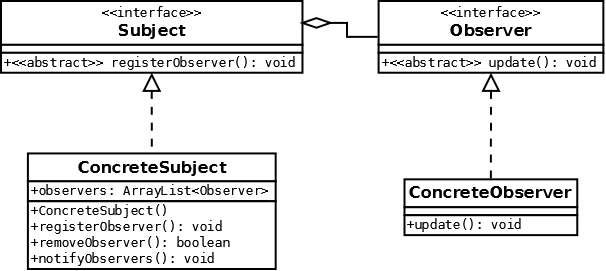 <<interface>>
Subject
+<<abstract>> registerObserver(): void
<<interface>>
Observer
+<<abstract>> update(): void
ConcreteSubject
+observers: ArrayList<Observer>
+ConcreteSubject()
+registerObserver(): void
+removeObserver(): boolean
+notifyObservers(): void
ConcreteObserver
+update(): void